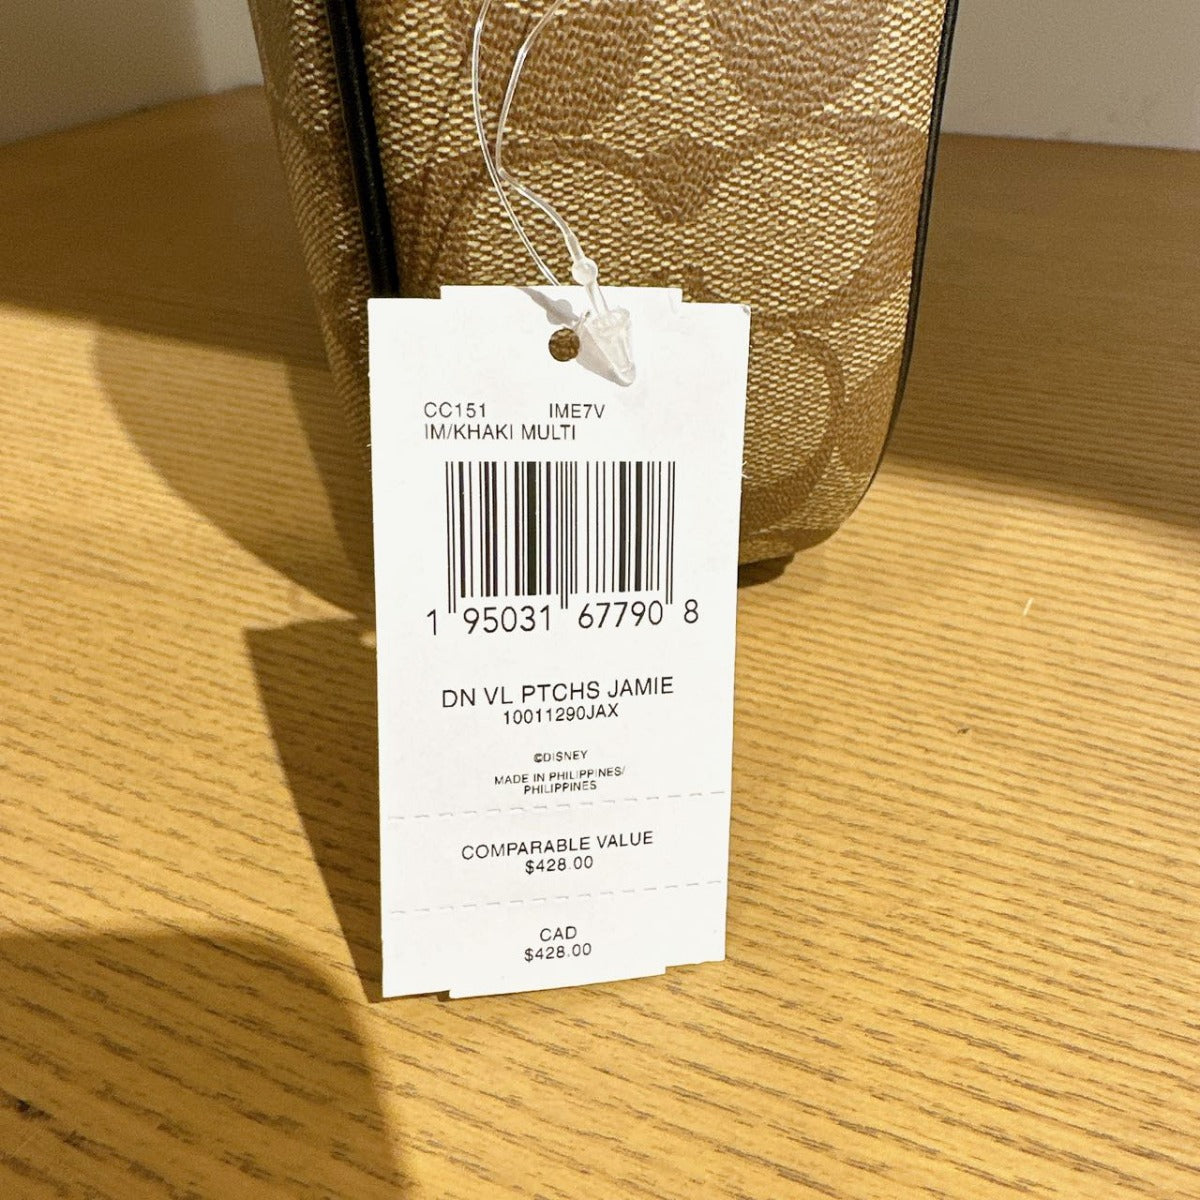 CC151 IME7V
IM/KHAKI MULTI
1 95031 67790 8
DN VL PTCHS JAMIE
10011290JAX
©DISNEY
MADE IN PHILIPPINES/
PHILIPPINES
COMPARABLE VALUE
$428.00
CAD
$428.00